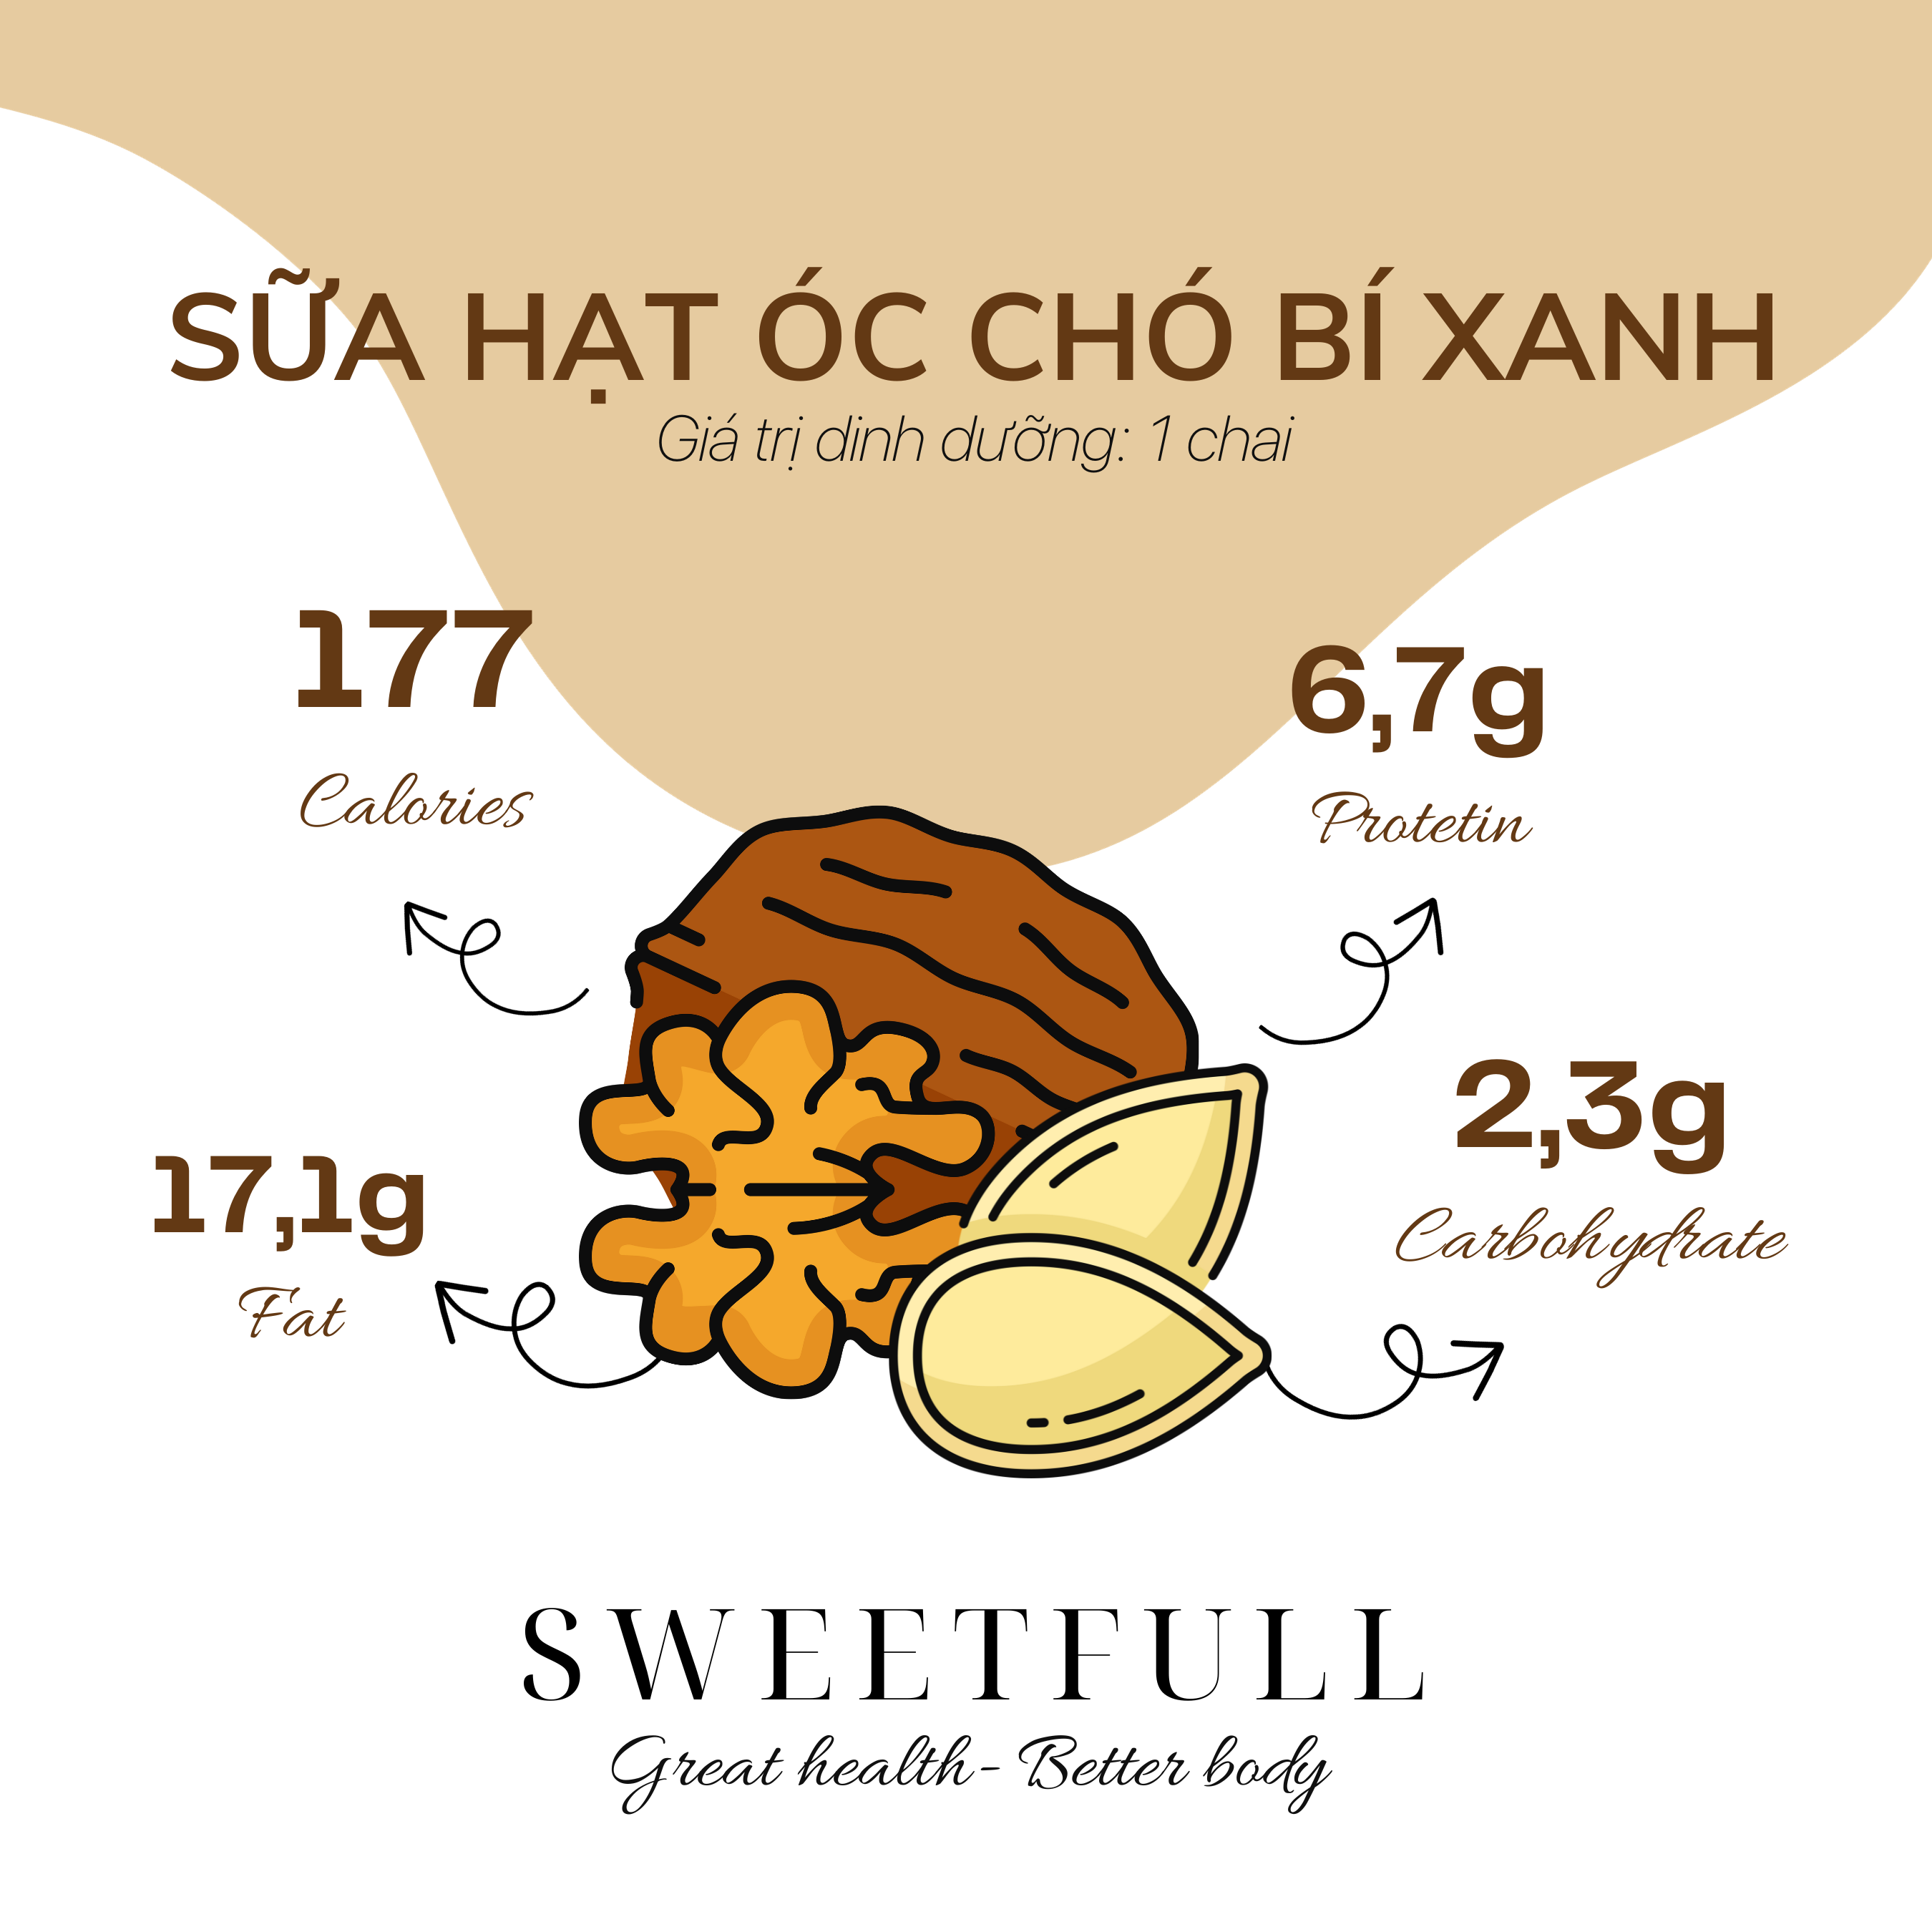 SỮA HẠT ÓC CHÓ BÍ XANH
Giá trị dinh dưỡng: 1 chai
177
Calories
6,7g
Protein
17,1g
Fat
2,3g
Carbohydrate
SWEETFULL
Great health-Better body